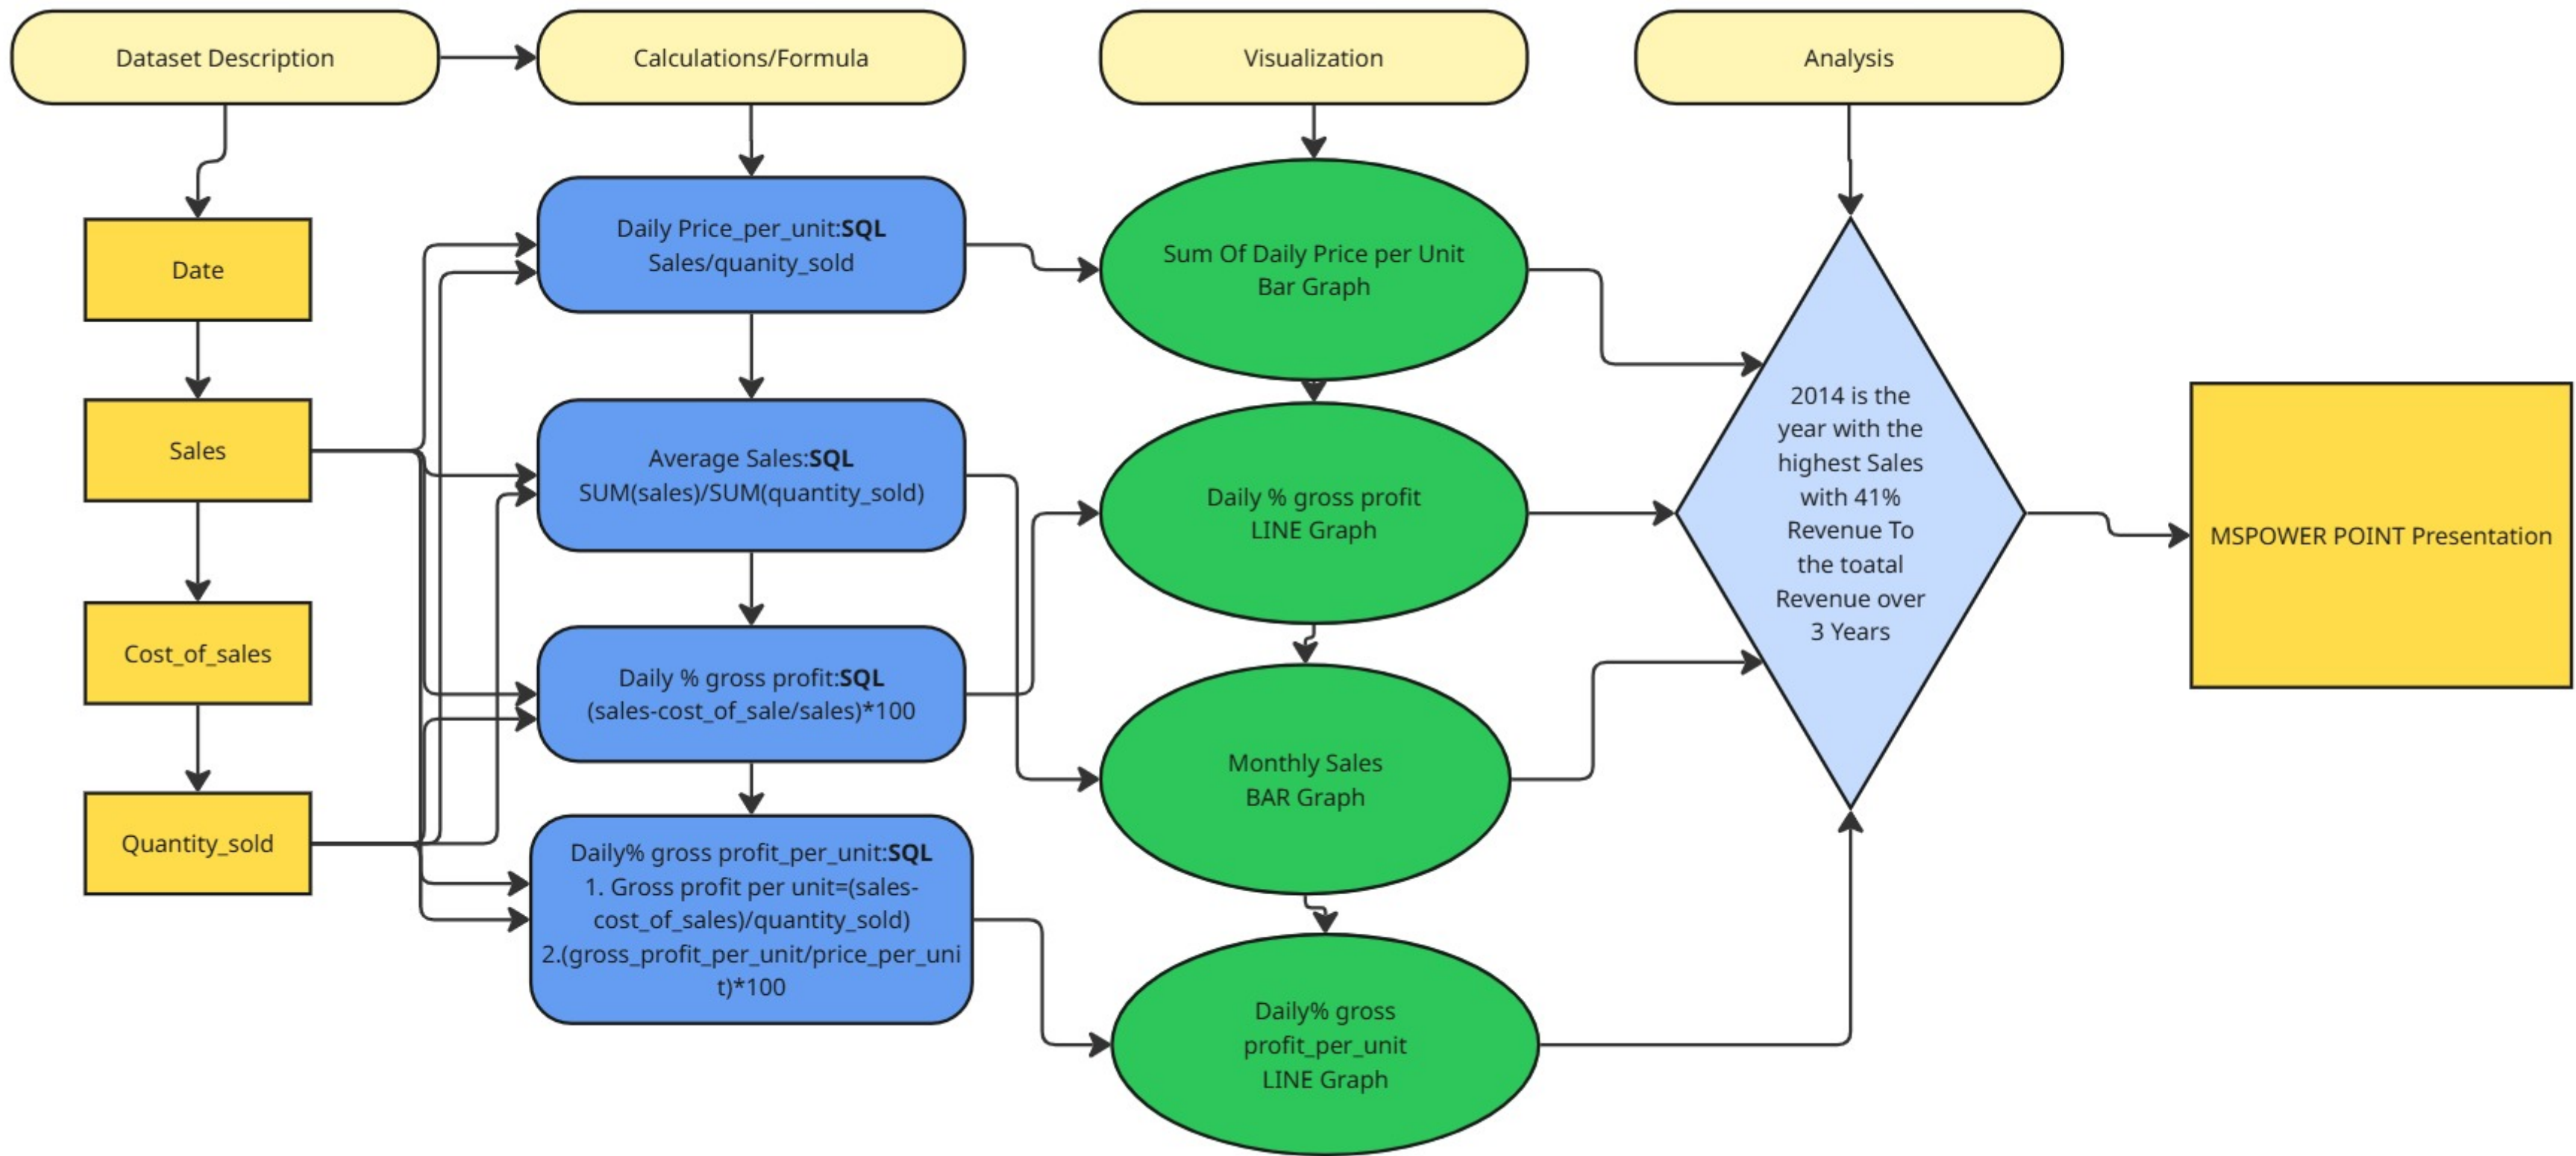 Dataset Description
Calculations/Formula
Visualization
Analysis
Date
Sales
Cost_of_sales
Quantity_sold
Daily Price_per_unit:SQL
Sales/quanity_sold
Average Sales:SQL
SUM(sales)/SUM(quantity_sold)
Daily % gross profit:SQL
(sales-cost_of_sale/sales)*100
Daily% gross profit_per_unit:SQL
1. Gross profit per unit=(sales-
cost_of_sales)/quantity_sold)
2.(gross_profit_per_unit/price_per_uni
t)*100
Sum Of Daily Price per Unit
Bar Graph
Daily % gross profit
LINE Graph
Monthly Sales
BAR Graph
Daily% gross
profit_per_unit
LINE Graph
2014 is the
year with the
highest Sales
with 41%
Revenue To
the toatal
Revenue over
3 Years
MSPOWER POINT Presentation